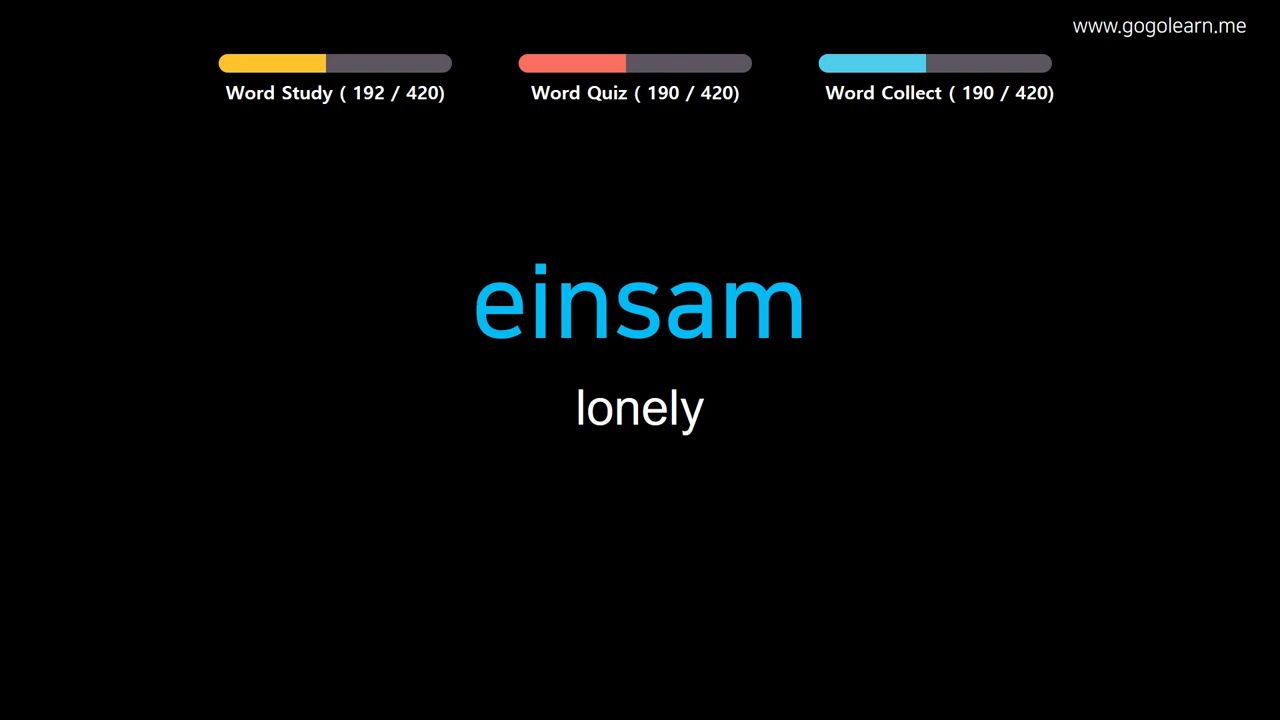 www.gogolearn.me
Word Study ( 192 / 420)
Word Quiz ( 190 / 420)
Word Collect ( 190 / 420)
einsam
lonely